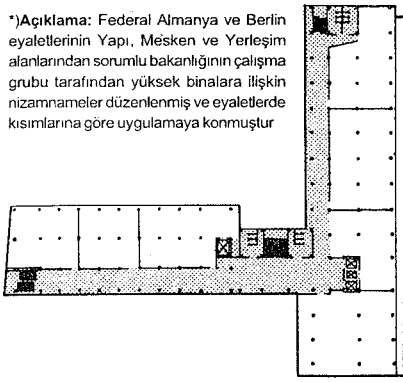 *)Açıklama: Federal Almanya ve Berlin
eyaletlerinin Yapı, Mesken ve Yerleşim
alanlarından sorumlu bakanlığının çalışma
grubu tarafından yüksek binalara ilişkin
nizamnameler düzenlenmiş ve eyaletlerde
kısımlarına göre uygulamaya konmuştur